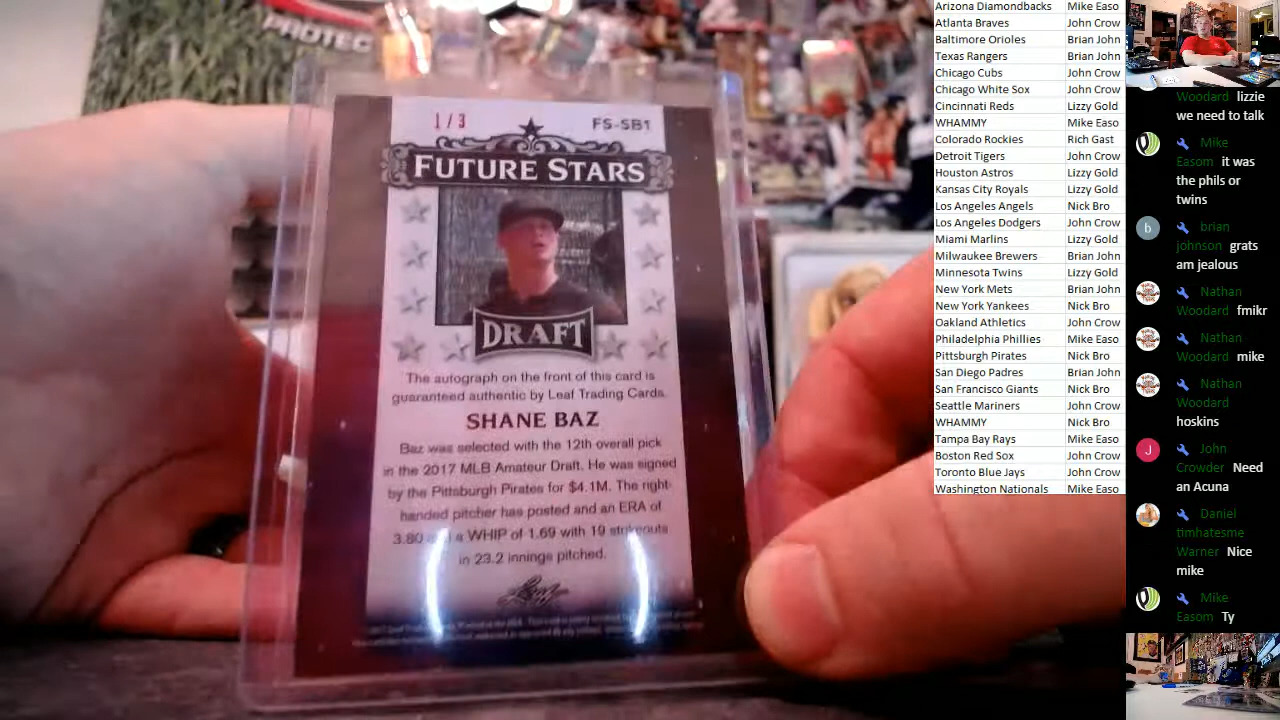 PROTEC
1/3
FS-SB1
FUTURE STARS
DRAFT
The autograph on the front of this card is
guaranteed authentic by Leaf Trading Cards.
SHANE BAZ
Baz was selected with the 12th overall pick
in the 2017 MLB Amateur Draft. He was signed
by the Pittsburgh Pirates for $4.1M. The right-
handed pitcher has posted and an ERA of
3.80 and a WHIP of 1.69 with 19 strikeouts
in 23.2 innings pitched.
Leaf
Arizona Diamondbacks Mike Easo
Atlanta Braves John Crow
Baltimore Orioles Brian John
Texas Rangers Brian John
Chicago Cubs John Crow
Chicago White Sox John Crow
Cincinnati Reds Lizzy Gold
WHAMMY Mike Easo
Colorado Rockies Rich Gast
Detroit Tigers John Crow
Houston Astros Lizzy Gold
Kansas City Royals Lizzy Gold
Los Angeles Angels Nick Bro
Los Angeles Dodgers John Crow
Miami Marlins Lizzy Gold
Milwaukee Brewers Brian John
Minnesota Twins Lizzy Gold
New York Mets Brian John
New York Yankees Nick Bro
Oakland Athletics John Crow
Philadelphia Phillies Mike Easo
Pittsburgh Pirates Nick Bro
San Diego Padres Brian John
San Francisco Giants Nick Bro
Seattle Mariners John Crow
WHAMMY Nick Bro
Tampa Bay Rays Mike Easo
Boston Red Sox John Crow
Toronto Blue Jays John Crow
Washington Nationals Mike Easo
Woodard lizzie
we need to talk
Mike
Easom it was
the phils or
twins
b
brian
johnson grats
am jealous
Nathan
Woodard fmikr
Nathan
Woodard mike
Nathan
Woodard
hoskins
J
John
Crowder Need
an Acuna
Daniel
timhatesme
Warner Nice
mike
Mike
Easom Ty